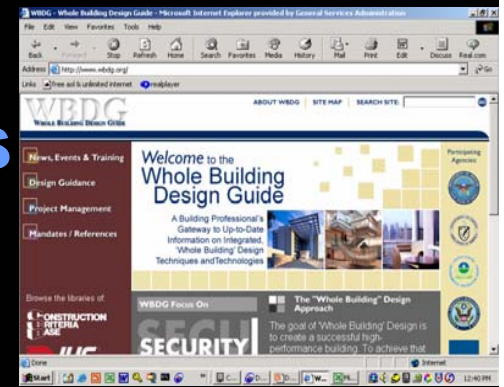 s
WBDG - Whole Building Design Guide - Microsoft Internet Explorer provided by General Services Administration
File Edit View Favorites Tools Help
Back Forward Stop Refresh Home Search Favorites Media History Mail Print Edit Discuss Real.com
Address http://www.wbdg.org/ Go
Links free aol & unlimited internet realplayer
WBDG
WHOLE BUILDING DESIGN GUIDE
ABOUT WBDG SITE MAP SEARCH SITE:
News, Events & Training
Design Guidance
Project Management
Mandates / References
Browse the libraries of:
CONSTRUCTION
CRITERIA
BASE
Welcome to the
Whole Building
Design Guide
A Building Professional's
Gateway to Up-to-Date
Information on Integrated,
'Whole Building' Design
Techniques and Technologies
Participating
Agencies:
WBDG Focus On
SECURITY
The "Whole Building" Design
Approach
The goal of 'Whole Building' Design is
to create a successful high-
performance building. To achieve that
Done Internet
Start 12:40 PM